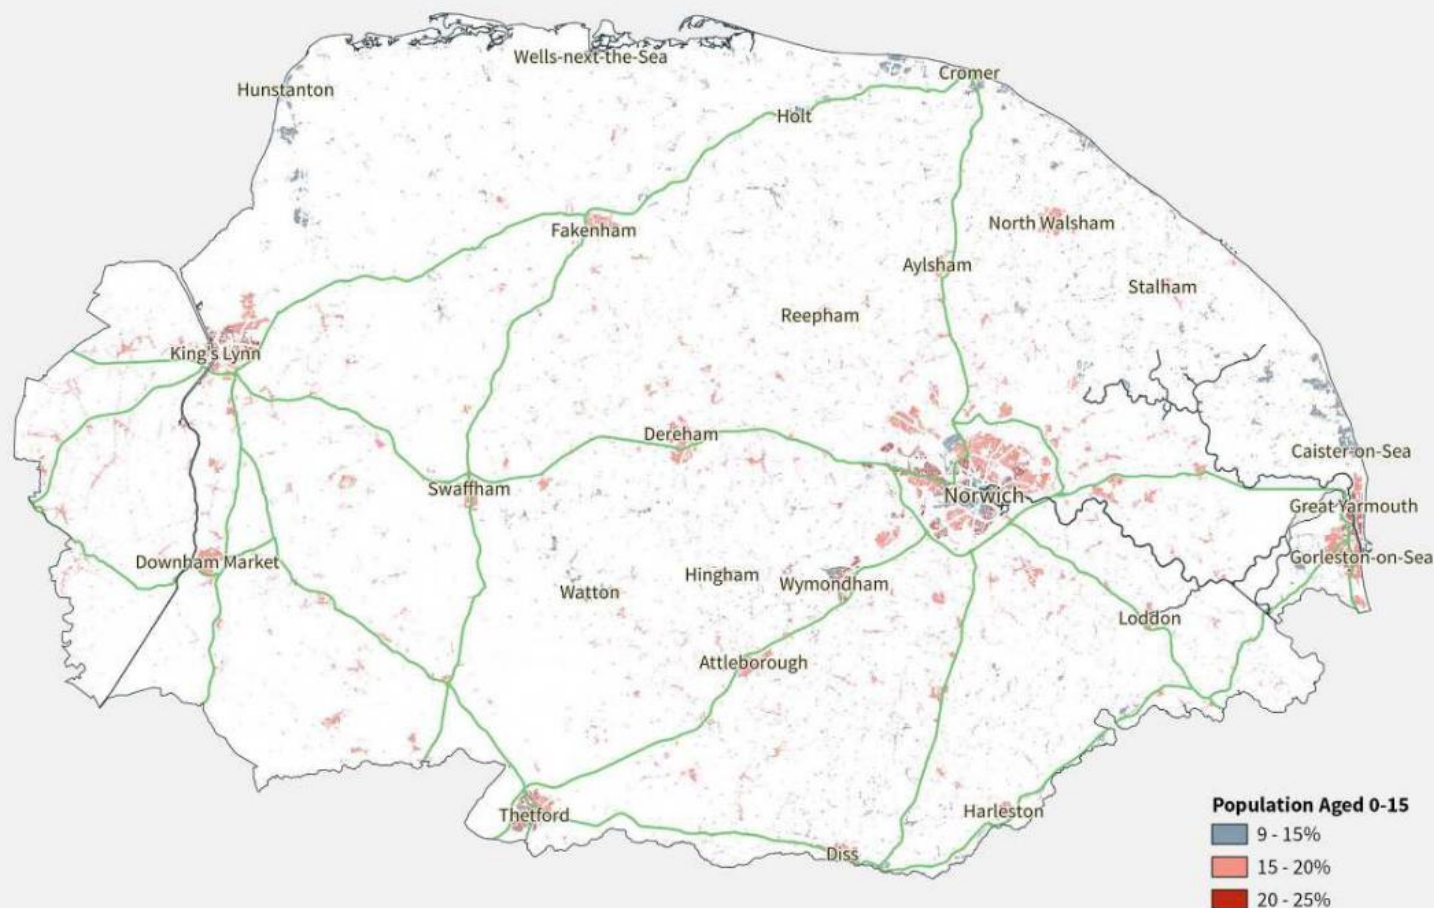 Wells-next-the-Sea
Cromer
Hunstanton
Holt
North Walsham
Fakenham
Aylsham
Stalham
Reepham
King's Lynn
Dereham
Caister-on-Sea
Swaffham
Norwich
Great Yarmouth
Gorleston-on-Sea
Downham Market
Hingham
Wymondham
Watton
Loddon
Attleborough
Thetford
Harleston
Diss
Population Aged 0-15
9 - 15%
15 - 20%
20 - 25%